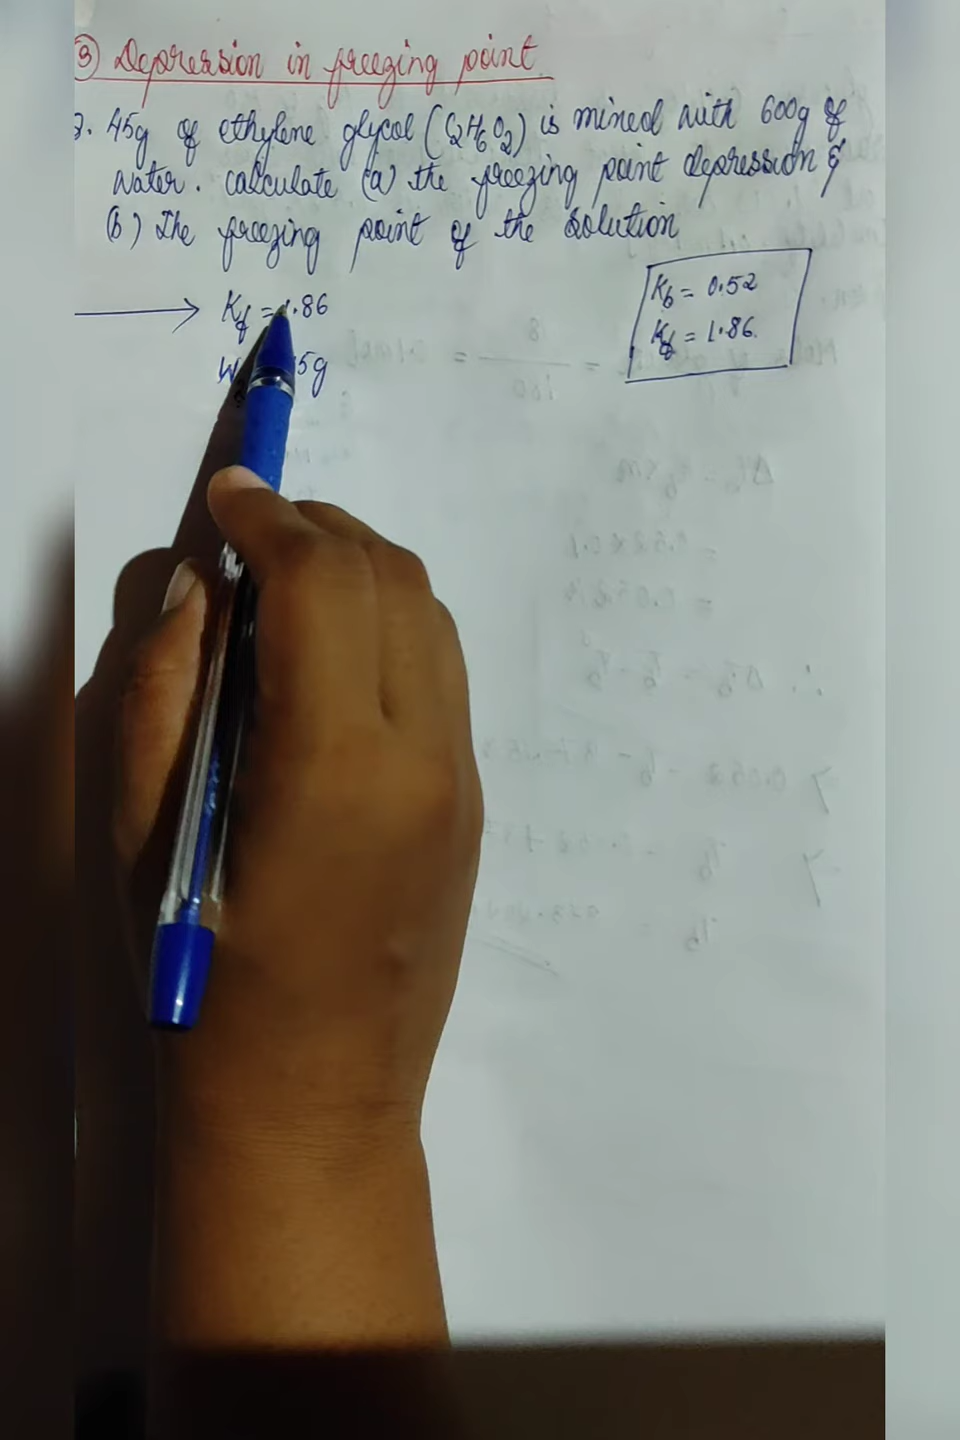 ③ Depression in freezing point
45g of ethylene glycol (C2H6O2) is mixed with 600g of
water. calculate (a) the freezing point depression &
(b) The freezing point of the solution
Kb = 0.52
Kf = 1.86
Kf = 1.86
W 5g